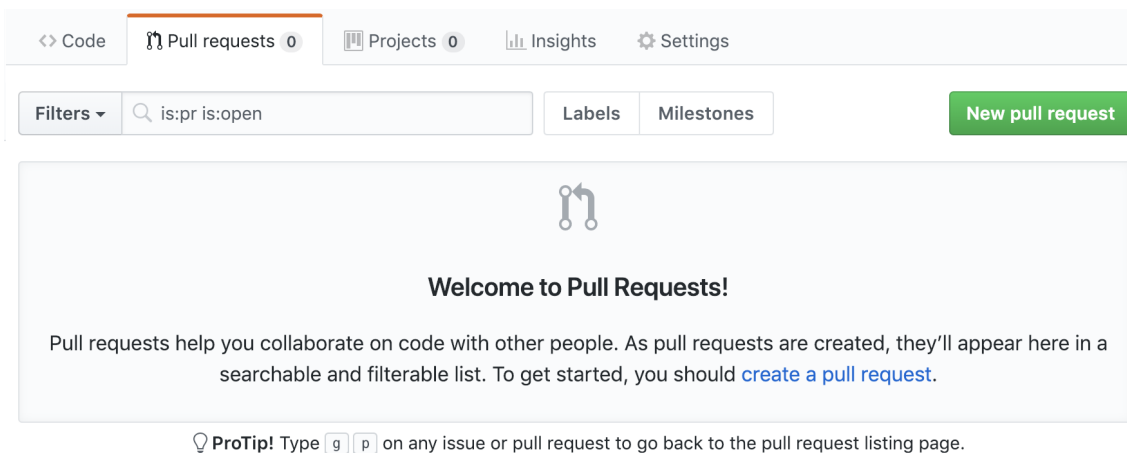 Code Pull requests 0 Projects 0 Insights Settings
Filters is:pr is:open Labels Milestones New pull request
Welcome to Pull Requests!
Pull requests help you collaborate on code with other people. As pull requests are created, they’ll appear here in a
searchable and filterable list. To get started, you should create a pull request.
ProTip! Type g p on any issue or pull request to go back to the pull request listing page.